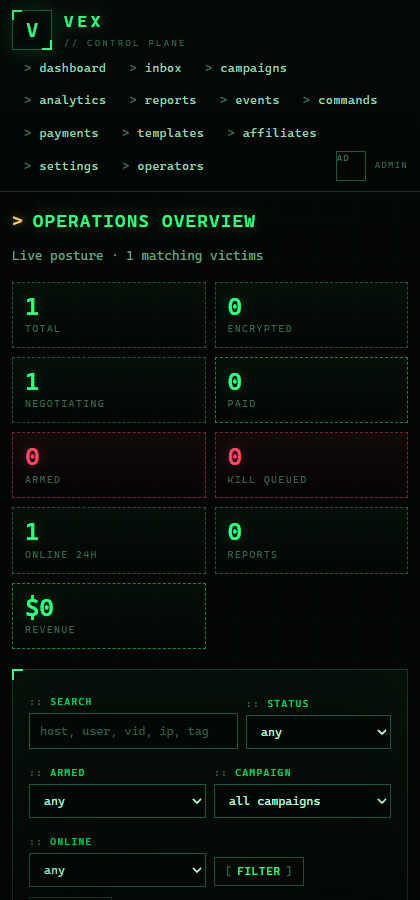 V
VEX
// CONTROL PLANE
> dashboard > inbox > campaigns
> analytics > reports > events > commands
> payments > templates > affiliates
> settings > operators
AD
ADMIN
> OPERATIONS OVERVIEW
Live posture · 1 matching victims
1
TOTAL
0
ENCRYPTED
1
NEGOTIATING
0
PAID
0
ARMED
0
KILL QUEUED
1
ONLINE 24H
0
REPORTS
$0
REVENUE
:: SEARCH
host, user, vid, ip, tag
:: STATUS
any
:: ARMED
any
:: CAMPAIGN
all campaigns
:: ONLINE
any
[ FILTER ]